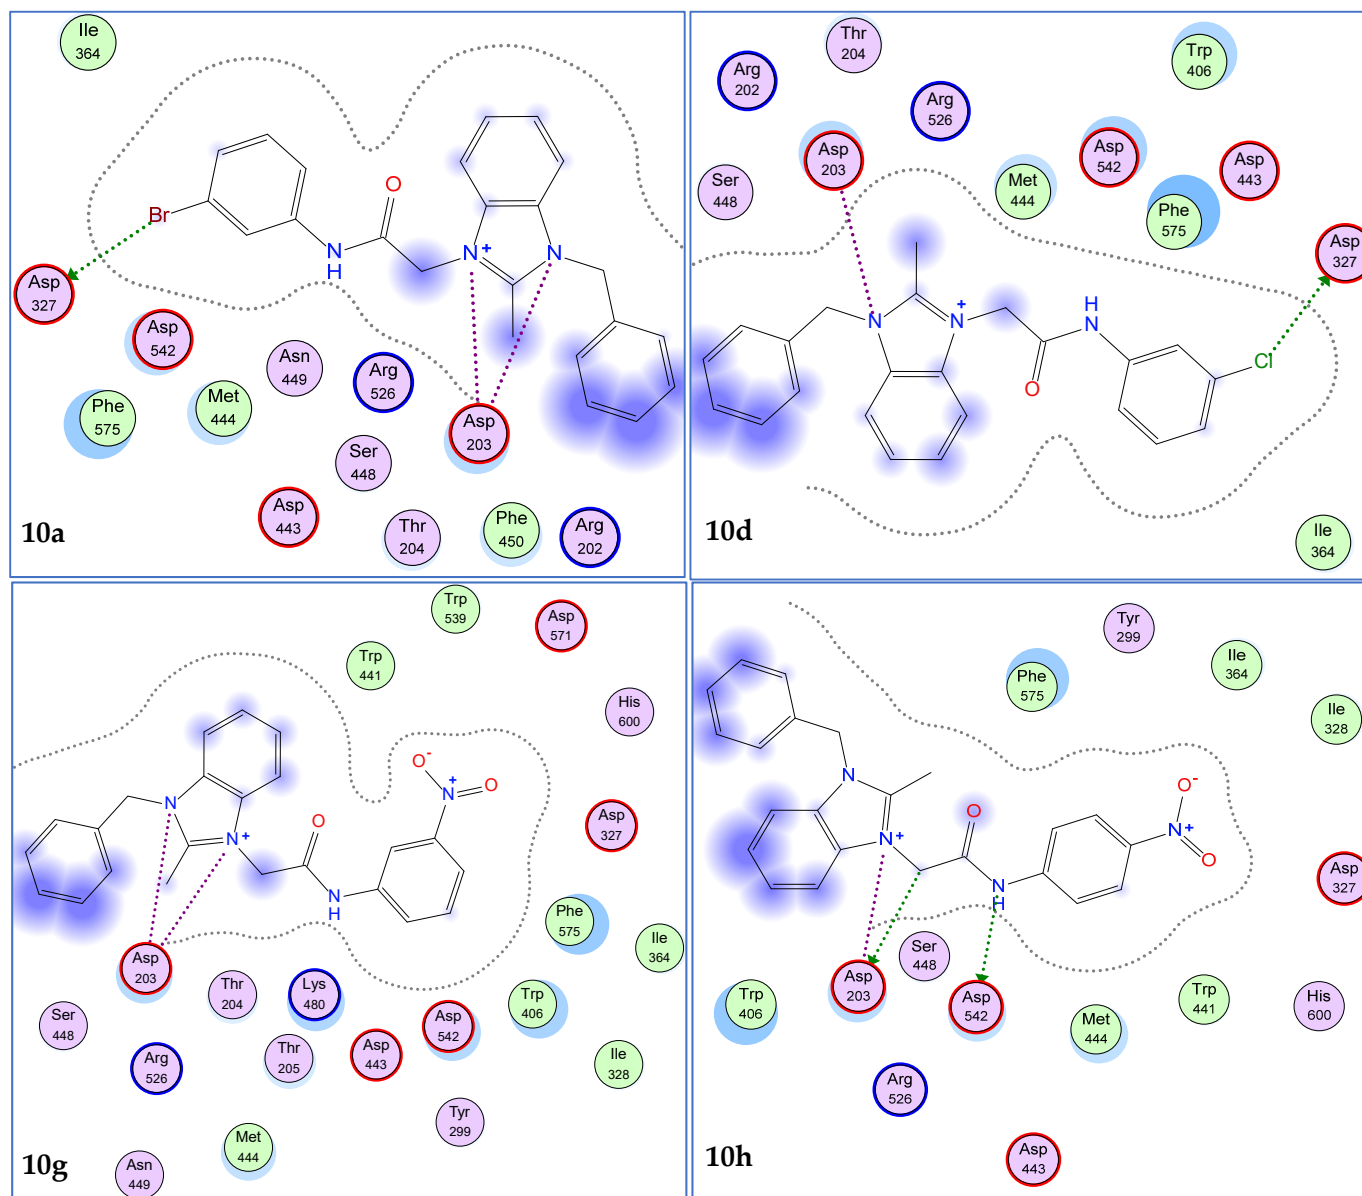 Ile
364
Br
O
N
H
N+
N
Asp
327
Asp
542
Asn
449
Arg
526
Phe
575
Met
444
Asp
203
Ser
448
Asp
443
Thr
204
Phe
450
Arg
202
10a
Thr
204
Arg
202
Arg
526
Trp
406
Asp
203
Asp
542
Asp
443
Ser
448
Met
444
Phe
575
Asp
327
N
N+
H
N
O
Cl
Ile
364
10d
Trp
539
Asp
571
Trp
441
His
600
O-
N+
O
N
N+
O
N
H
Asp
327
Phe
575
Ile
364
Asp
203
Thr
204
Lys
480
Trp
406
Ser
448
Arg
526
Thr
205
Asp
443
Asp
542
Ile
328
Tyr
299
Met
444
Asn
449
10g
Tyr
299
Phe
575
Ile
364
Ile
328
N
N+
O
N
H
O-
N+
O
Asp
327
Ser
448
Asp
203
Asp
542
Trp
406
Met
444
Trp
441
His
600
Arg
526
Asp
443
10h